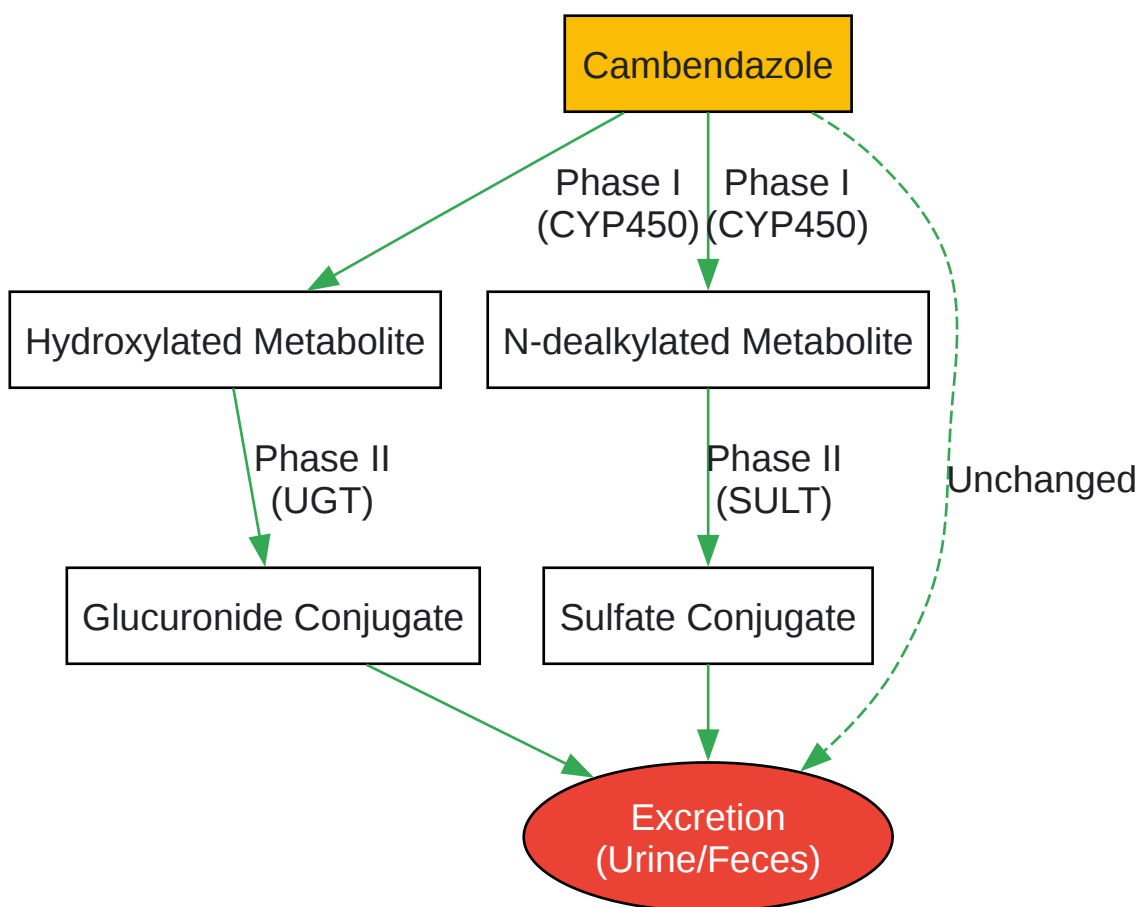 Cambendazole
Phase I
(CYP450)
Phase I
(CYP450)
Hydroxylated Metabolite
N-dealkylated Metabolite
Phase II
(UGT)
Phase II
(SULT)
Unchanged
Glucuronide Conjugate
Sulfate Conjugate
Excretion
(Urine/Feces)